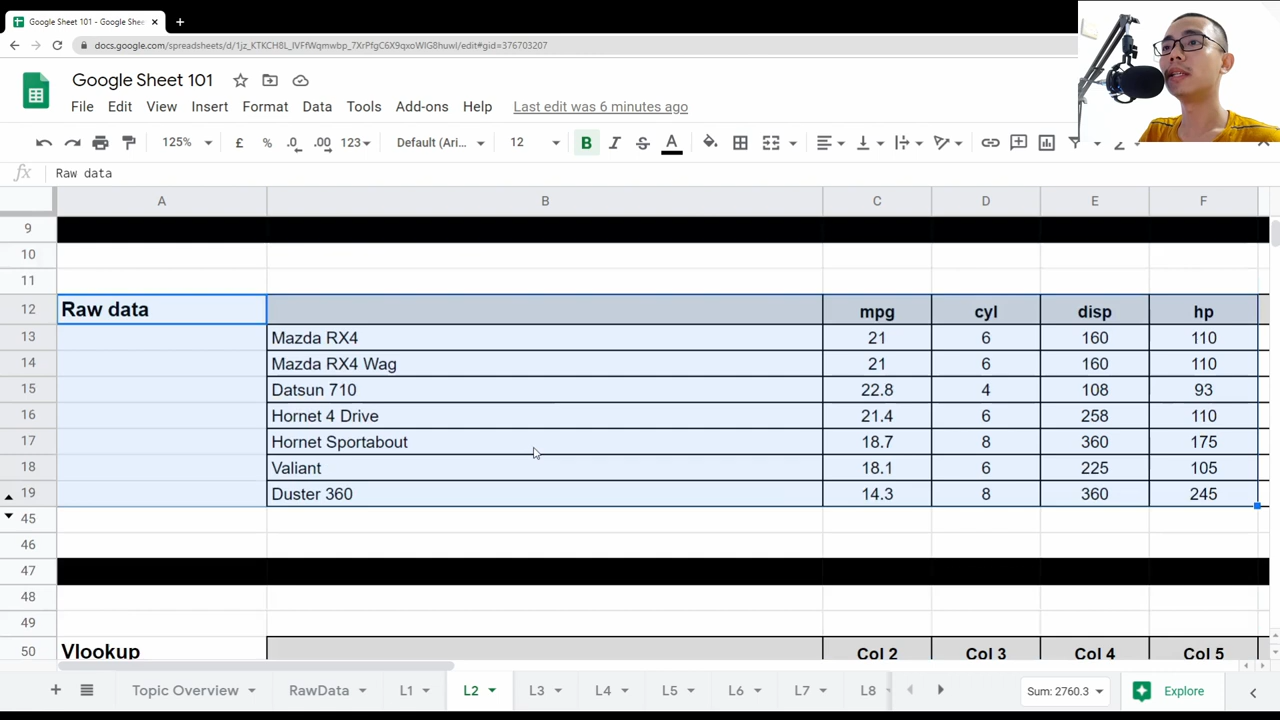 Google Sheet 101 - Google Shee
docs.google.com/spreadsheets/d/1jz_KTKCH8L_lVFfWqmwbp_7XrPfgC6X9qxoWIG8huwI/edit#gid=376703207
Google Sheet 101
File Edit View Insert Format Data Tools Add-ons Help Last edit was 6 minutes ago
125% £ % .0 .00 123 Default (Ari... 12 B I S A
fx Raw data
A B C D E F
9
10
11
12 Raw data mpg cyl disp hp
13 Mazda RX4 21 6 160 110
14 Mazda RX4 Wag 21 6 160 110
15 Datsun 710 22.8 4 108 93
16 Hornet 4 Drive 21.4 6 258 110
17 Hornet Sportabout 18.7 8 360 175
18 Valiant 18.1 6 225 105
19 Duster 360 14.3 8 360 245
45
46
47
48
49
50 Vlookup Col 2 Col 3 Col 4 Col 5
Topic Overview RawData L1 L2 L3 L4 L5 L6 L7 L8 Sum: 2760.3 Explore